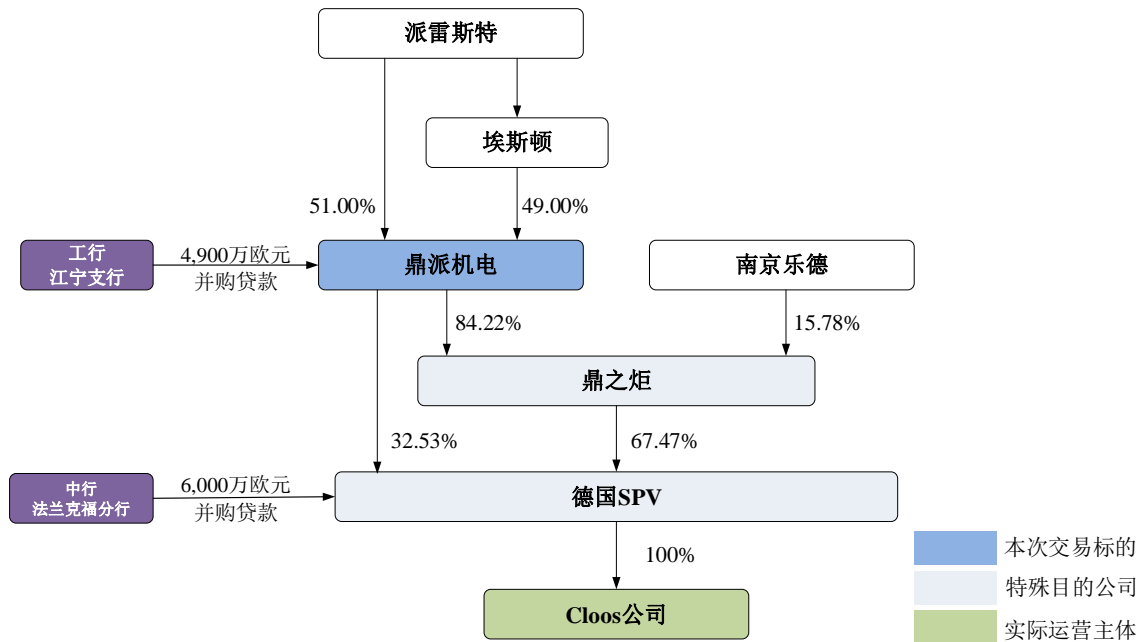 派雷斯特
埃斯顿
51.00%
49.00%
工行
江宁支行
4,900万欧元
并购贷款
鼎派机电
南京乐德
84.22%
15.78%
鼎之炬
32.53%
67.47%
中行
法兰克福分行
6,000万欧元
并购贷款
德国SPV
100%
Cloos公司
本次交易标的
特殊目的公司
实际运营主体